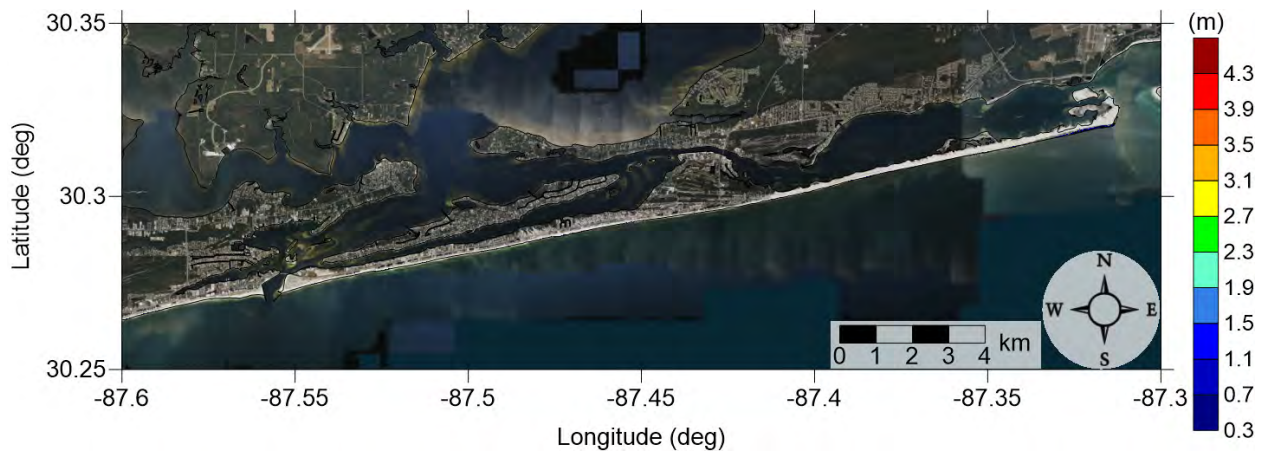 30.35
30.3
30.25
Latitude (deg)
-87.6 -87.55 -87.5 -87.45 -87.4 -87.35 -87.3
Longitude (deg)
(m)
4.3
3.9
3.5
3.1
2.7
2.3
1.9
1.5
1.1
0.7
0.3
N
W E
S
0 1 2 3 4 km